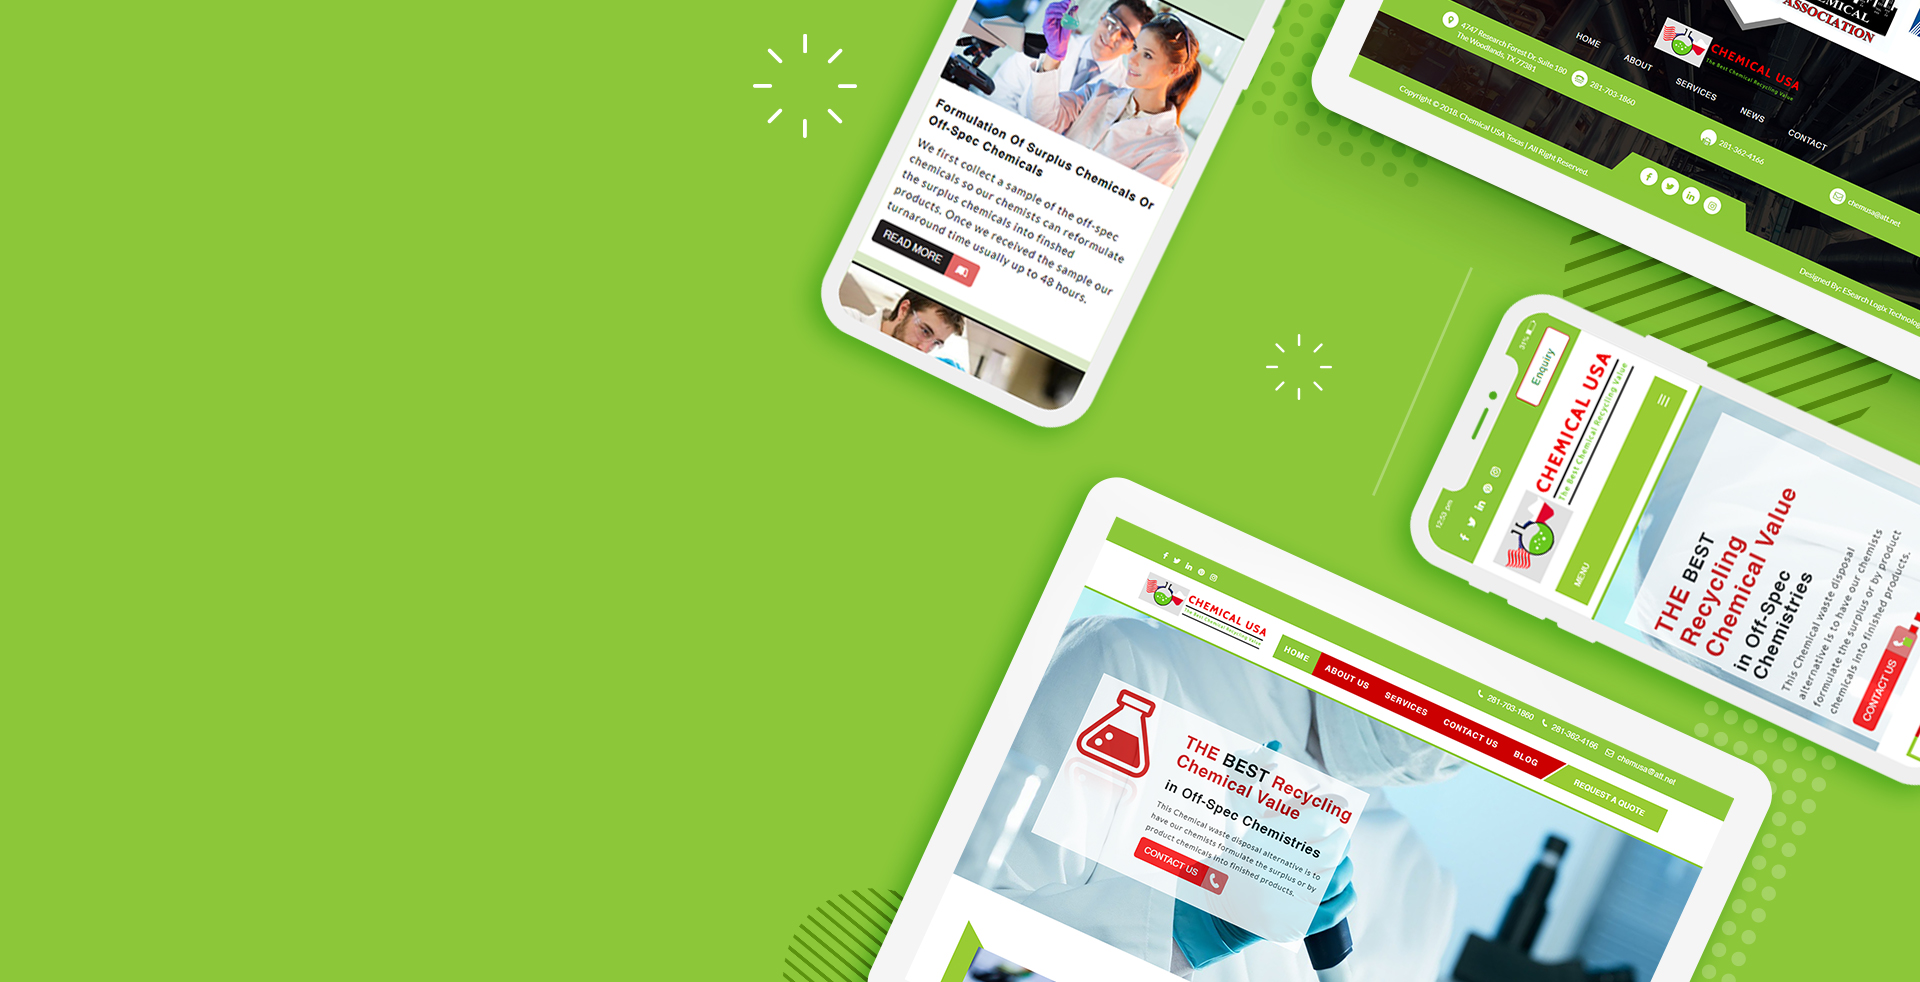 Formulation Of Surplus Chemicals Or
Off-Spec Chemicals
We first collect a sample of the off-spec
chemicals so our chemists can reformulate
the surplus chemicals into finshed
products. Once we received the sample our
turnaround time usually up to 48 hours.
READ MORE
CHEMICAL
ASSOCIATION
CHEMICAL USA
The Best Chemical Recycling Value
HOME
ABOUT
SERVICES
NEWS
CONTACT
4747 Research Forest Dr. Suite 180
The Woodlands, TX 77381
281-703-1860
281-362-4166
chemusa@att.net
Copyright © 2018. Chemical USA Texas | All Right Reserved.
Designed By: ESearch Logix Technolog
31%
Enquiry
12:53 pm
CHEMICAL USA
The Best Chemical Recycling Value
MENU
THE BEST
Recycling
Chemical Value
in Off-Spec
Chemistries
This Chemical waste disposal
alternative is to have our chemists
formulate the surplus or by product
chemicals into finished products.
CONTACT US
281-703-1860
281-362-4166
chemusa@att.net
CHEMICAL USA
The Best Chemical Recycling Value
HOME
ABOUT US
SERVICES
CONTACT US
BLOG
REQUEST A QUOTE
THE BEST Recycling
Chemical Value
in Off-Spec Chemistries
This Chemical waste disposal alternative is to
have our chemists formulate the surplus or by
product chemicals into finished products.
CONTACT US